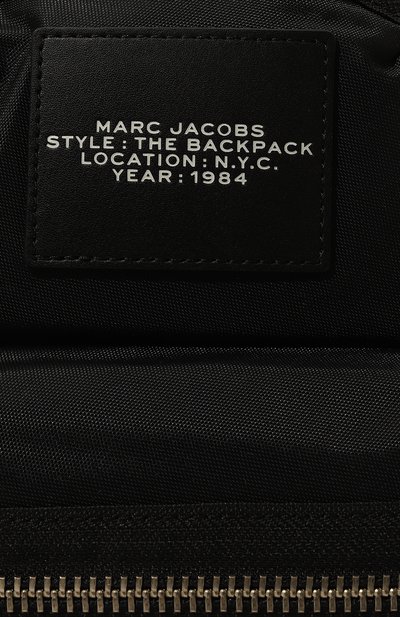 MARC JACOBS
STYLE : THE BACKPACK
LOCATION : N.Y.C.
YEAR : 1984